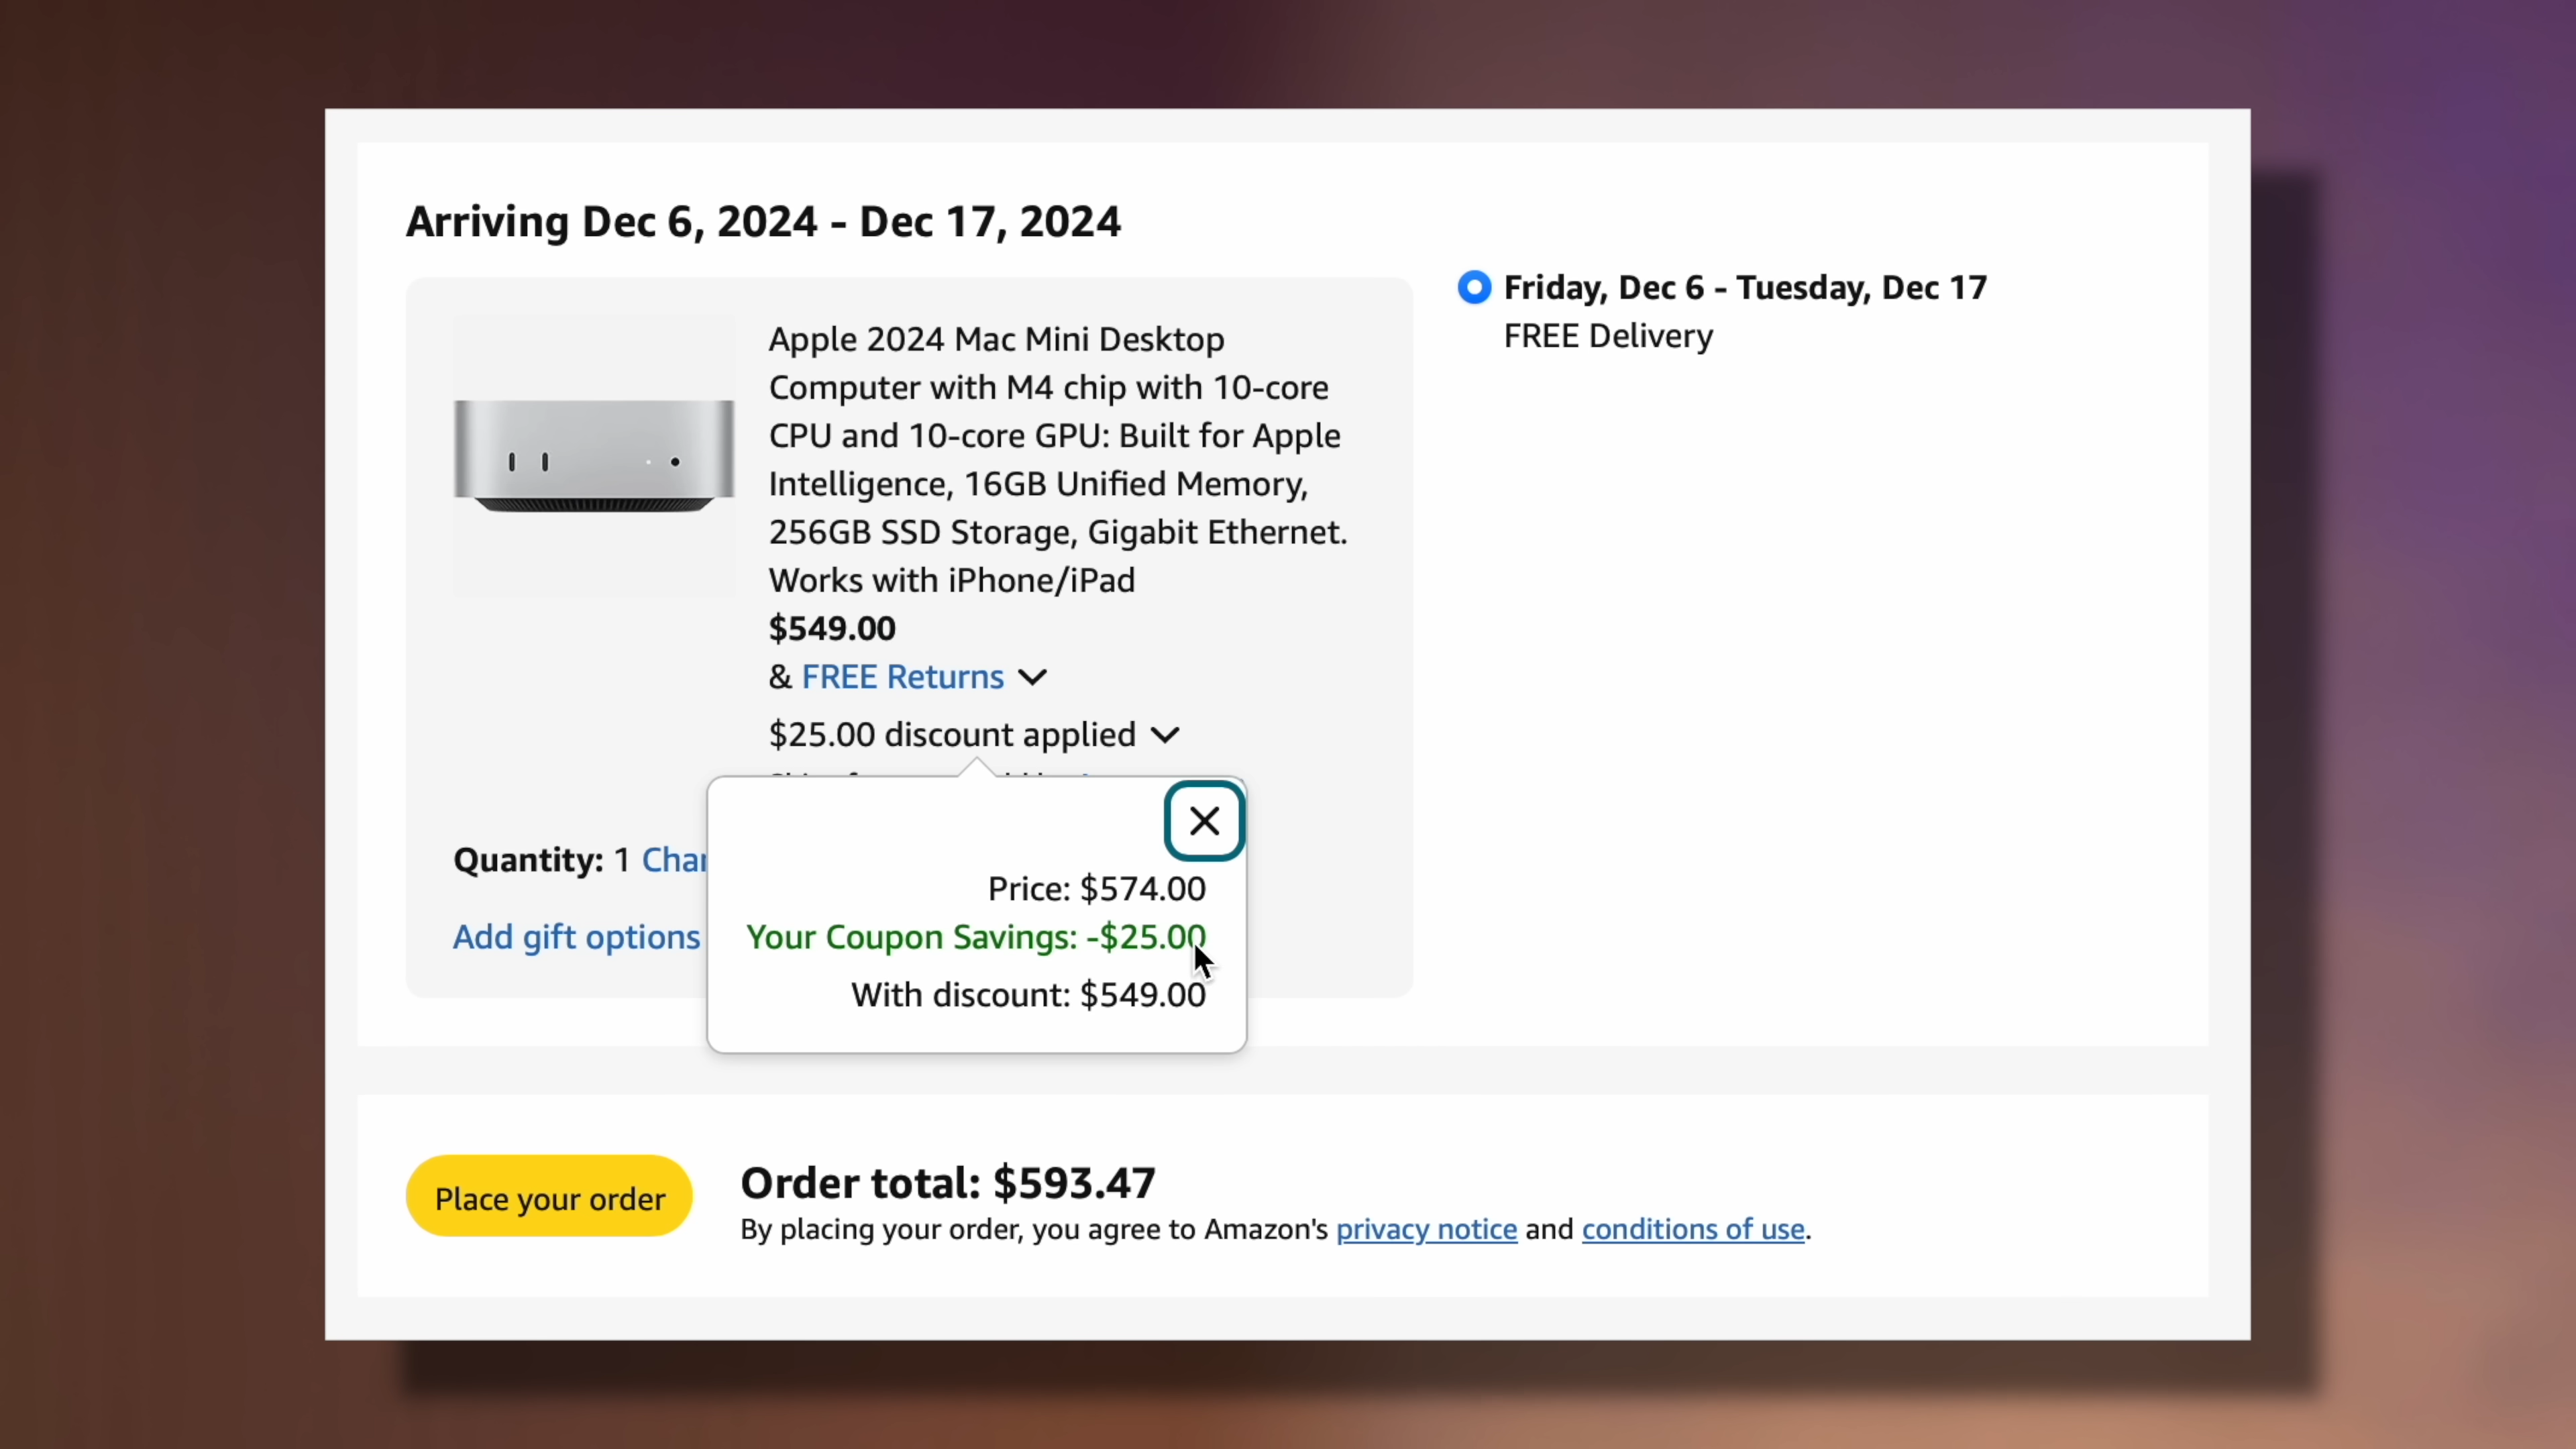 Arriving Dec 6, 2024 - Dec 17, 2024
Friday, Dec 6 - Tuesday, Dec 17
FREE Delivery
Apple 2024 Mac Mini Desktop
Computer with M4 chip with 10-core
CPU and 10-core GPU: Built for Apple
Intelligence, 16GB Unified Memory,
256GB SSD Storage, Gigabit Ethernet.
Works with iPhone/iPad
$549.00
& FREE Returns
$25.00 discount applied
Quantity: 1
Add gift options
Price: $574.00
Your Coupon Savings: -$25.00
With discount: $549.00
Place your order
Order total: $593.47
By placing your order, you agree to Amazon's privacy notice and conditions of use.